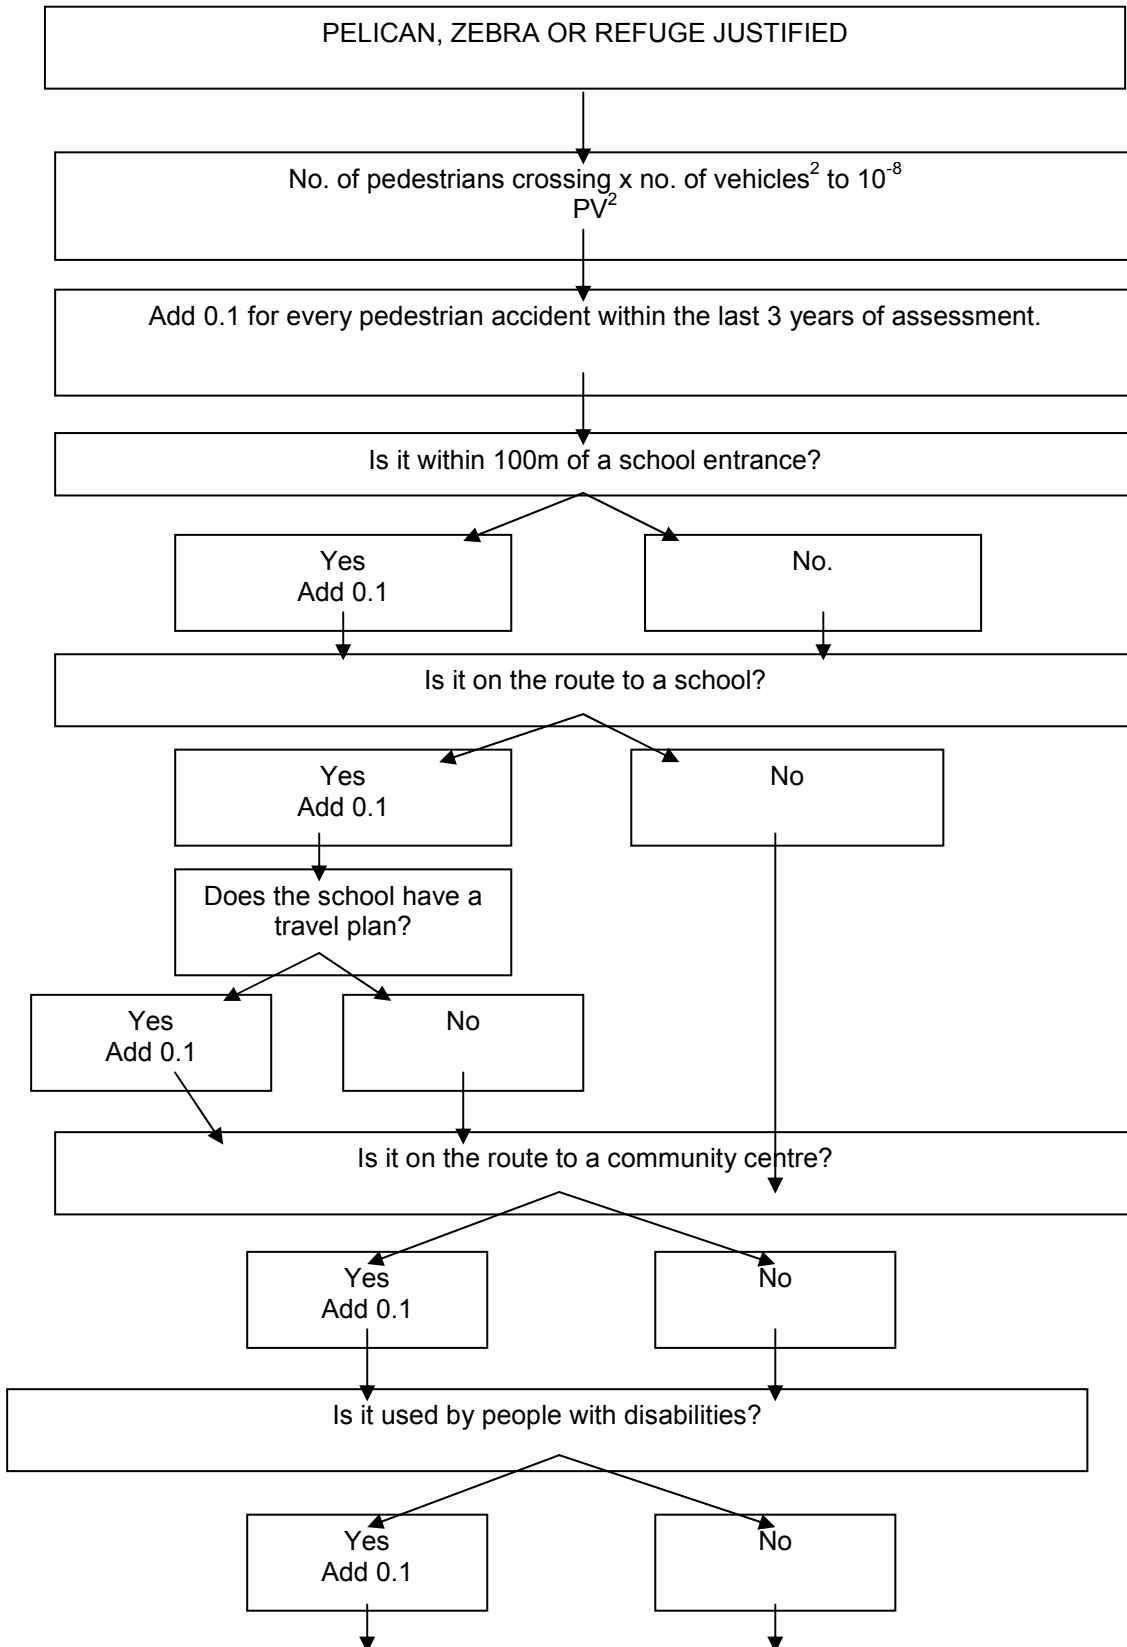 PELICAN, ZEBRA OR REFUGE JUSTIFIED
No. of pedestrians crossing x no. of vehicles² to 10⁻⁸
PV²
Add 0.1 for every pedestrian accident within the last 3 years of assessment.
Is it within 100m of a school entrance?
Yes
Add 0.1
No.
Is it on the route to a school?
Yes
Add 0.1
No
Does the school have a
travel plan?
Yes
Add 0.1
No
Is it on the route to a community centre?
Yes
Add 0.1
No
Is it used by people with disabilities?
Yes
Add 0.1
No